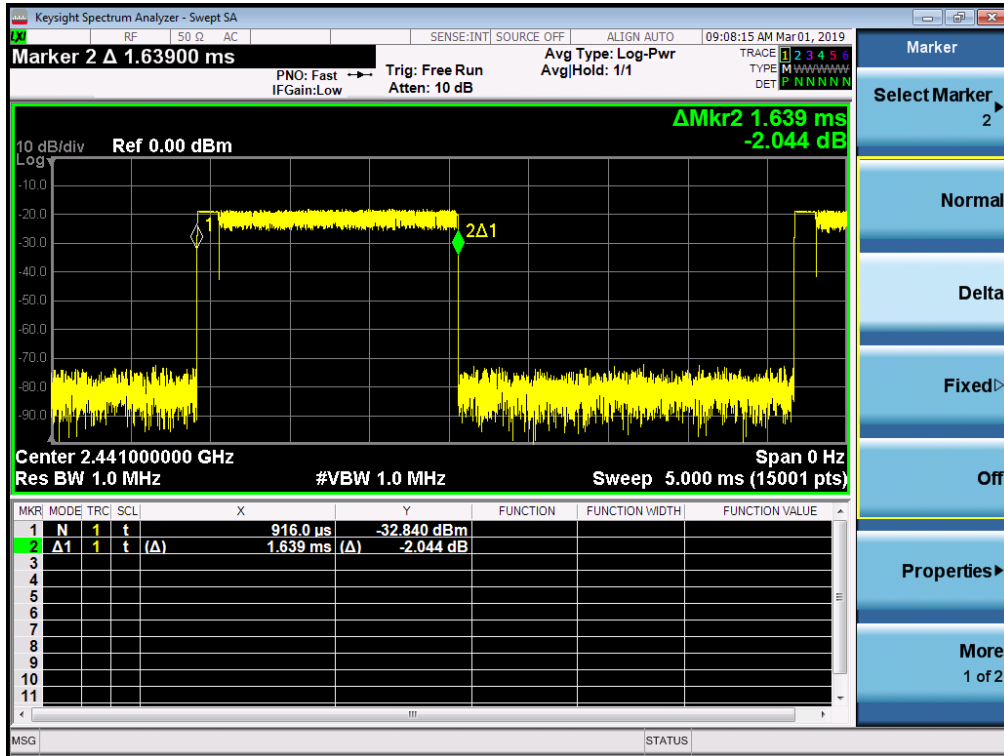 Keysight Spectrum Analyzer - Swept SA
LXI RF 50 Ω AC SENSE:INT SOURCE OFF ALIGN AUTO 09:08:15 AM Mar 01, 2019
Marker 2 Δ 1.63900 ms
PNO: Fast
IFGain:Low
Trig: Free Run
Atten: 10 dB
Avg Type: Log-Pwr
Avg|Hold: 1/1
TRACE 1 2 3 4 5 6
TYPE M WWWWW
DET P N N N N N
ΔMkr2 1.639 ms
-2.044 dB
10 dB/div Ref 0.00 dBm
Log
-10.0
-20.0
-30.0
-40.0
-50.0
-60.0
-70.0
-80.0
-90.0
1
2Δ1
Center 2.441000000 GHz Span 0 Hz
Res BW 1.0 MHz #VBW 1.0 MHz Sweep 5.000 ms (15001 pts)
MKR MODE TRC SCL X Y FUNCTION FUNCTION WIDTH FUNCTION VALUE
1 N 1 t 916.0 µs -32.840 dBm
2 Δ1 1 t (Δ) 1.639 ms (Δ) -2.044 dB
3
4
5
6
7
8
9
10
11
MSG STATUS
Marker
Select Marker
2
Normal
Delta
Fixed
Off
Properties
More
1 of 2